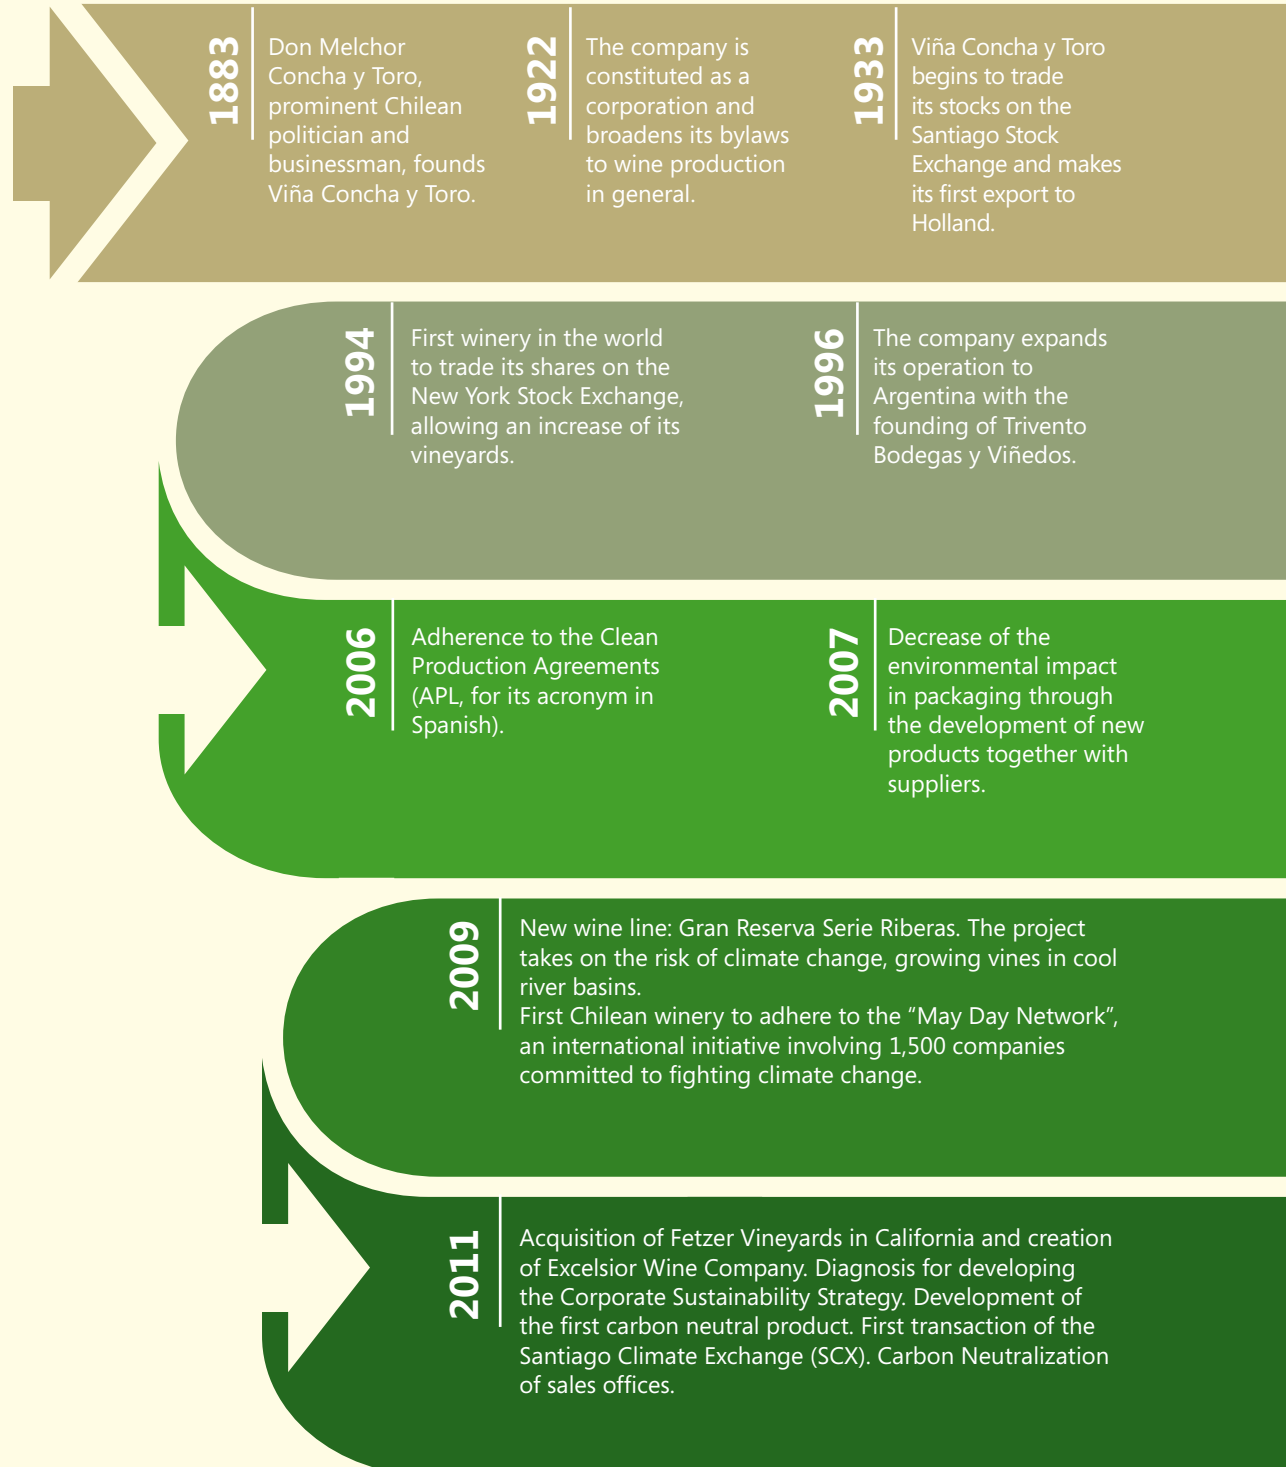 1883
Don Melchor
Concha y Toro,
prominent Chilean
politician and
businessman, founds
Viña Concha y Toro.
1922
The company is
constituted as a
corporation and
broadens its bylaws
to wine production
in general.
1933
Viña Concha y Toro
begins to trade
its stocks on the
Santiago Stock
Exchange and makes
its first export to
Holland.
1994
First winery in the world
to trade its shares on the
New York Stock Exchange,
allowing an increase of its
vineyards.
1996
The company expands
its operation to
Argentina with the
founding of Trivento
Bodegas y Viñedos.
2006
Adherence to the Clean
Production Agreements
(APL, for its acronym in
Spanish).
2007
Decrease of the
environmental impact
in packaging through
the development of new
products together with
suppliers.
2009
New wine line: Gran Reserva Serie Riberas. The project
takes on the risk of climate change, growing vines in cool
river basins.
First Chilean winery to adhere to the “May Day Network”,
an international initiative involving 1,500 companies
committed to fighting climate change.
2011
Acquisition of Fetzer Vineyards in California and creation
of Excelsior Wine Company. Diagnosis for developing
the Corporate Sustainability Strategy. Development of
the first carbon neutral product. First transaction of the
Santiago Climate Exchange (SCX). Carbon Neutralization
of sales offices.